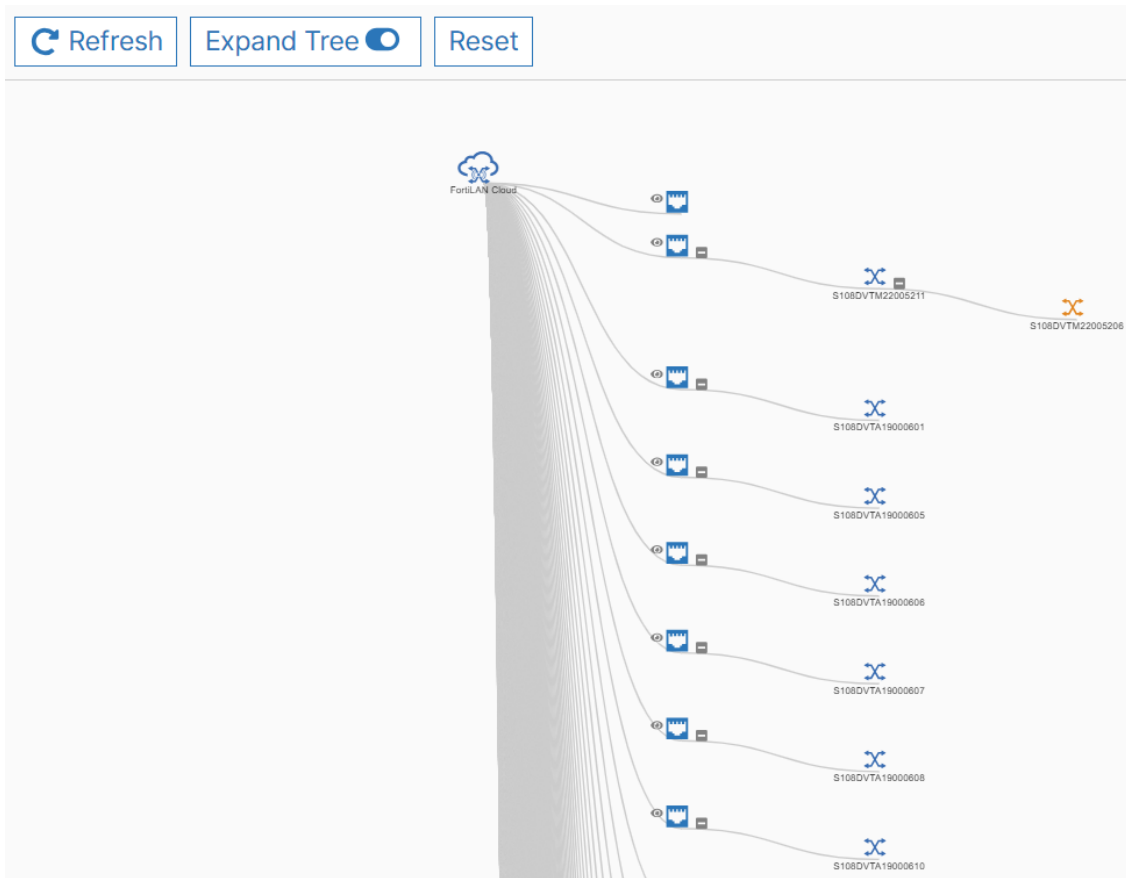 Refresh Expand Tree Reset
FortiLAN Cloud
S108DVTM22005211
S108DVTM22005206
S108DVTA19000601
S108DVTA19000605
S108DVTA19000606
S108DVTA19000607
S108DVTA19000608
S108DVTA19000610